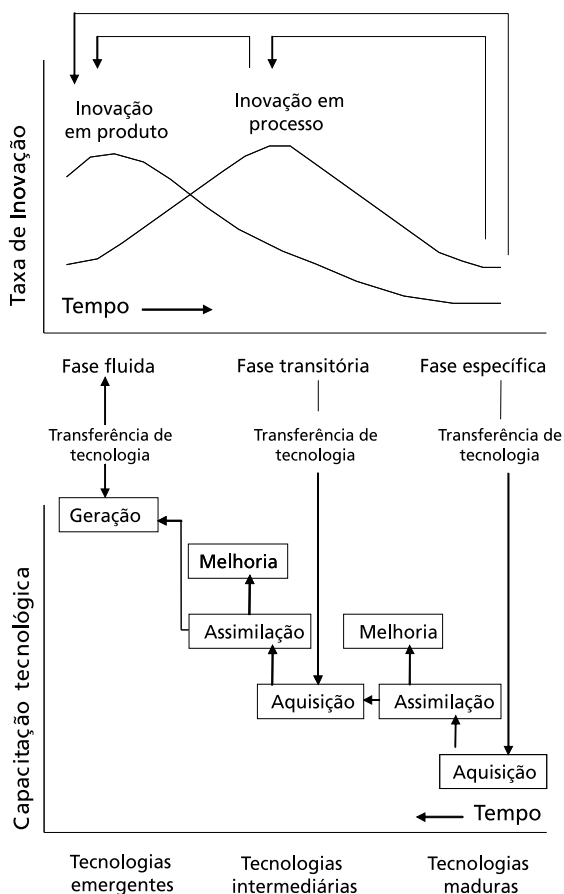 Taxa de Inovação
Inovação
em produto
Inovação em
processo
Tempo
Fase fluida
Fase transitória
Fase específica
Transferência de
tecnologia
Transferência de
tecnologia
Transferência de
tecnologia
Capacitação tecnológica
Geração
Melhoria
Assimilação
Melhoria
Aquisição
Assimilação
Aquisição
Tempo
Tecnologias
emergentes
Tecnologias
intermediárias
Tecnologias
maduras